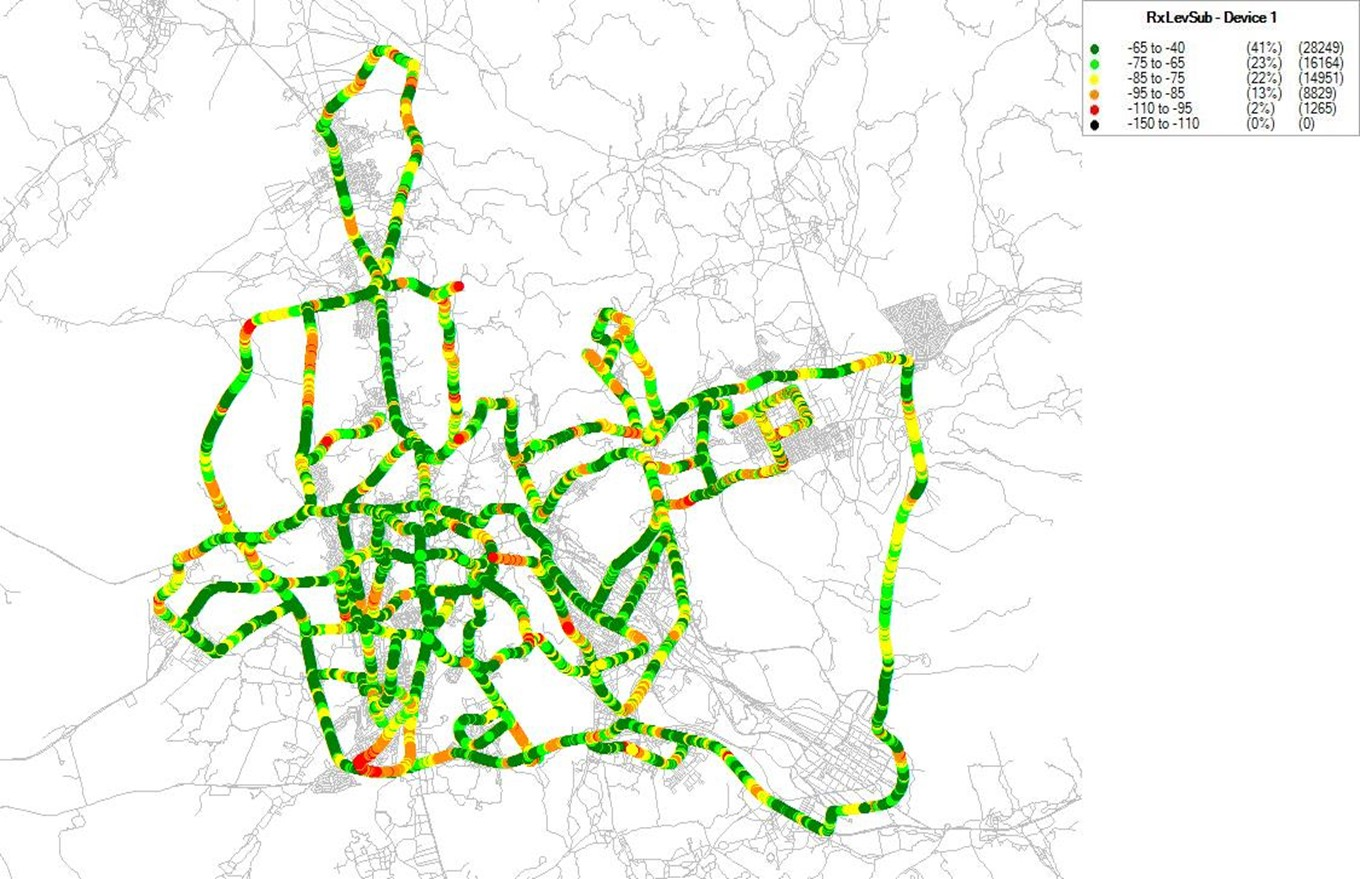 RxLevSub - Device 1
-65 to -40 (41%) (28249)
-75 to -65 (23%) (16164)
-85 to -75 (22%) (14951)
-95 to -85 (13%) (8829)
-110 to -95 (2%) (1265)
-150 to -110 (0%) (0)